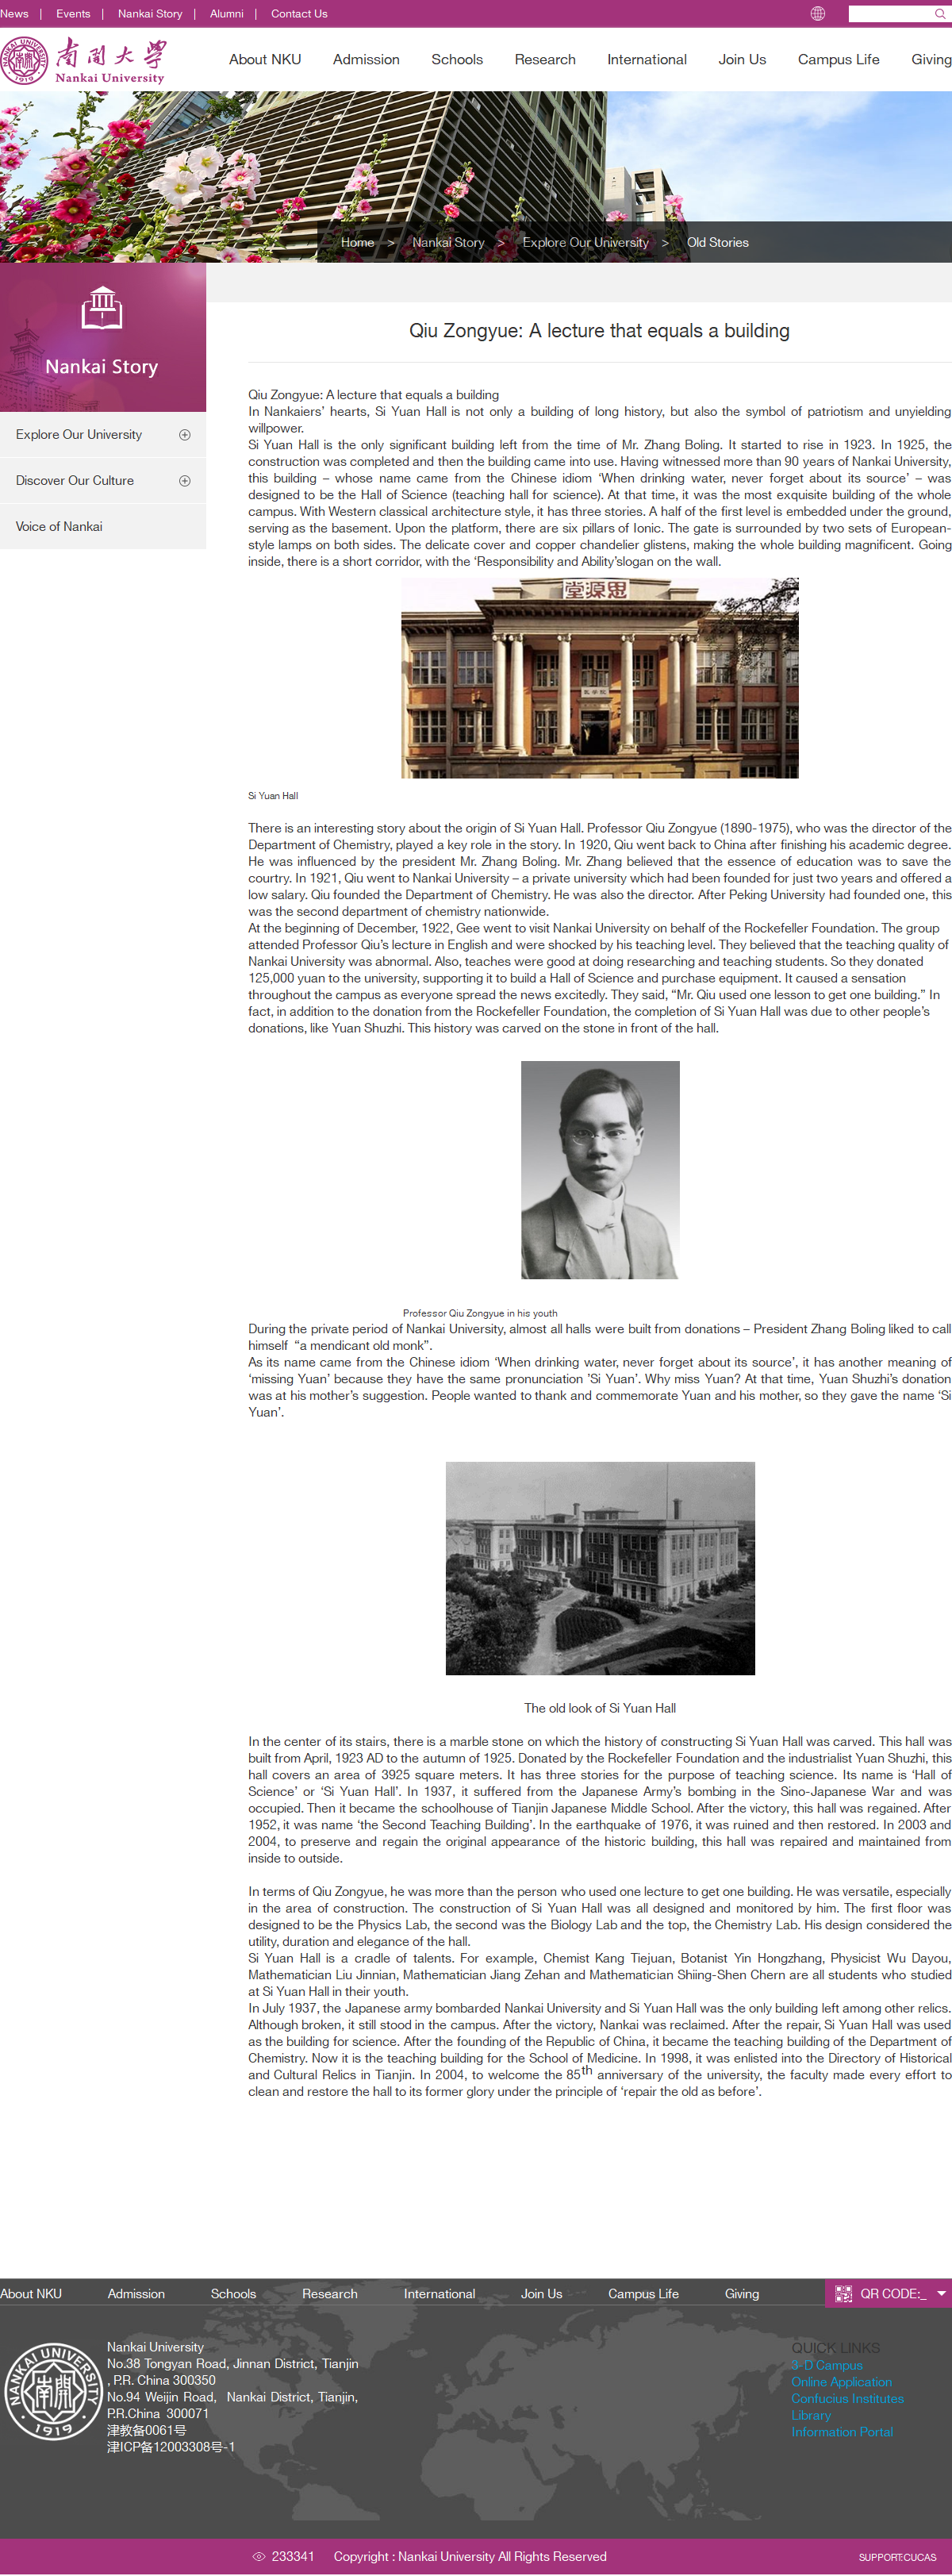 News | Events | Nankai Story | Alumni | Contact Us
南開大學
Nankai University
NANKAI UNIVERSITY
1919
About NKU Admission Schools Research International Join Us Campus Life Giving
Home > Nankai Story > Explore Our University > Old Stories
Nankai Story
Explore Our University
Discover Our Culture
Voice of Nankai
Qiu Zongyue: A lecture that equals a building
Qiu Zongyue: A lecture that equals a building
In Nankaiers’ hearts, Si Yuan Hall is not only a building of long history, but also the symbol of patriotism and unyielding
willpower.
Si Yuan Hall is the only significant building left from the time of Mr. Zhang Boling. It started to rise in 1923. In 1925, the
construction was completed and then the building came into use. Having witnessed more than 90 years of Nankai University,
this building – whose name came from the Chinese idiom ‘When drinking water, never forget about its source’ – was
designed to be the Hall of Science (teaching hall for science). At that time, it was the most exquisite building of the whole
campus. With Western classical architecture style, it has three stories. A half of the first level is embedded under the ground,
serving as the basement. Upon the platform, there are six pillars of Ionic. The gate is surrounded by two sets of European-
style lamps on both sides. The delicate cover and copper chandelier glistens, making the whole building magnificent. Going
inside, there is a short corridor, with the ‘Responsibility and Ability’slogan on the wall.
堂源思
医学院
Si Yuan Hall
There is an interesting story about the origin of Si Yuan Hall. Professor Qiu Zongyue (1890-1975), who was the director of the
Department of Chemistry, played a key role in the story. In 1920, Qiu went back to China after finishing his academic degree.
He was influenced by the president Mr. Zhang Boling. Mr. Zhang believed that the essence of education was to save the
courtry. In 1921, Qiu went to Nankai University – a private university which had been founded for just two years and offered a
low salary. Qiu founded the Department of Chemistry. He was also the director. After Peking University had founded one, this
was the second department of chemistry nationwide.
At the beginning of December, 1922, Gee went to visit Nankai University on behalf of the Rockefeller Foundation. The group
attended Professor Qiu’s lecture in English and were shocked by his teaching level. They believed that the teaching quality of
Nankai University was abnormal. Also, teaches were good at doing researching and teaching students. So they donated
125,000 yuan to the university, supporting it to build a Hall of Science and purchase equipment. It caused a sensation
throughout the campus as everyone spread the news excitedly. They said, “Mr. Qiu used one lesson to get one building.” In
fact, in addition to the donation from the Rockefeller Foundation, the completion of Si Yuan Hall was due to other people’s
donations, like Yuan Shuzhi. This history was carved on the stone in front of the hall.
Professor Qiu Zongyue in his youth
During the private period of Nankai University, almost all halls were built from donations – President Zhang Boling liked to call
himself “a mendicant old monk”.
As its name came from the Chinese idiom ‘When drinking water, never forget about its source’, it has another meaning of
‘missing Yuan’ because they have the same pronunciation ’Si Yuan’. Why miss Yuan? At that time, Yuan Shuzhi’s donation
was at his mother’s suggestion. People wanted to thank and commemorate Yuan and his mother, so they gave the name ‘Si
Yuan’.
The old look of Si Yuan Hall
In the center of its stairs, there is a marble stone on which the history of constructing Si Yuan Hall was carved. This hall was
built from April, 1923 AD to the autumn of 1925. Donated by the Rockefeller Foundation and the industrialist Yuan Shuzhi, this
hall covers an area of 3925 square meters. It has three stories for the purpose of teaching science. Its name is ‘Hall of
Science’ or ‘Si Yuan Hall’. In 1937, it suffered from the Japanese Army’s bombing in the Sino-Japanese War and was
occupied. Then it became the schoolhouse of Tianjin Japanese Middle School. After the victory, this hall was regained. After
1952, it was name ‘the Second Teaching Building’. In the earthquake of 1976, it was ruined and then restored. In 2003 and
2004, to preserve and regain the original appearance of the historic building, this hall was repaired and maintained from
inside to outside.
In terms of Qiu Zongyue, he was more than the person who used one lecture to get one building. He was versatile, especially
in the area of construction. The construction of Si Yuan Hall was all designed and monitored by him. The first floor was
designed to be the Physics Lab, the second was the Biology Lab and the top, the Chemistry Lab. His design considered the
utility, duration and elegance of the hall.
Si Yuan Hall is a cradle of talents. For example, Chemist Kang Tiejuan, Botanist Yin Hongzhang, Physicist Wu Dayou,
Mathematician Liu Jinnian, Mathematician Jiang Zehan and Mathematician Shiing-Shen Chern are all students who studied
at Si Yuan Hall in their youth.
In July 1937, the Japanese army bombarded Nankai University and Si Yuan Hall was the only building left among other relics.
Although broken, it still stood in the campus. After the victory, Nankai was reclaimed. After the repair, Si Yuan Hall was used
as the building for science. After the founding of the Republic of China, it became the teaching building of the Department of
Chemistry. Now it is the teaching building for the School of Medicine. In 1998, it was enlisted into the Directory of Historical
and Cultural Relics in Tianjin. In 2004, to welcome the 85th anniversary of the university, the faculty made every effort to
clean and restore the hall to its former glory under the principle of ‘repair the old as before’.
About NKU Admission Schools Research International Join Us Campus Life Giving QR CODE:_
NANKAI UNIVERSITY
南開
1919
Nankai University
No.38 Tongyan Road, Jinnan District, Tianjin
, P.R. China 300350
No.94 Weijin Road, Nankai District, Tianjin,
P.R.China 300071
津教备0061号
津ICP备12003308号-1
QUICK LINKS
3-D Campus
Online Application
Confucius Institutes
Library
Information Portal
233341 Copyright : Nankai University All Rights Reserved SUPPORT:CUCAS